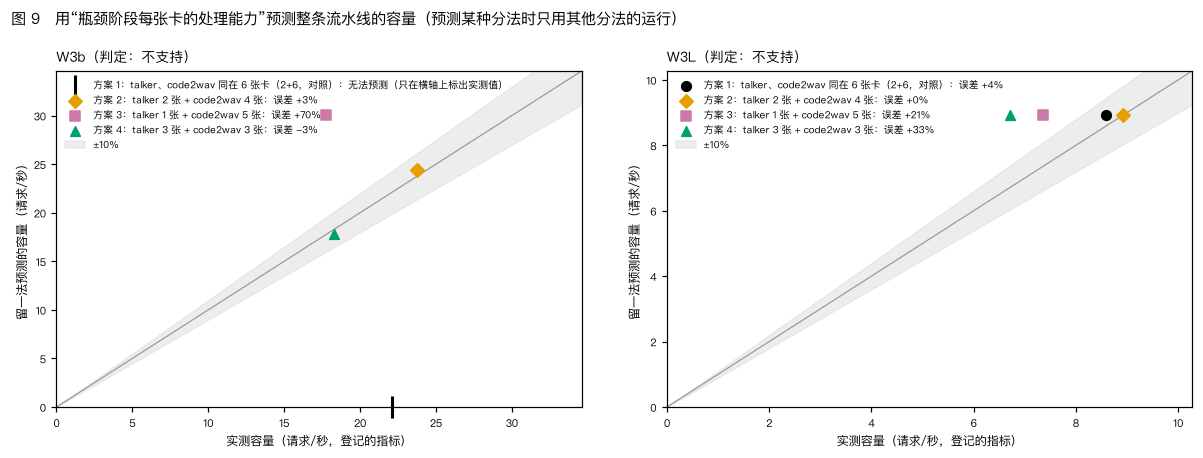 图 9 用“瓶颈阶段每张卡的处理能力”预测整条流水线的容量（预测某种分法时只用其他分法的运行）
W3b（判定：不支持）
方案 1：talker、code2wav 同在 6 张卡（2+6，对照）：无法预测（只在横轴上标出实测值）
方案 2：talker 2 张 + code2wav 4 张：误差 +3%
方案 3：talker 1 张 + code2wav 5 张：误差 +70%
方案 4：talker 3 张 + code2wav 3 张：误差 −3%
±10%
留一法预测的容量（请求/秒）
30
25
20
15
10
5
0
0 5 10 15 20 25 30
实测容量（请求/秒，登记的指标）
W3L（判定：不支持）
方案 1：talker、code2wav 同在 6 张卡（2+6，对照）：误差 +4%
方案 2：talker 2 张 + code2wav 4 张：误差 +0%
方案 3：talker 1 张 + code2wav 5 张：误差 +21%
方案 4：talker 3 张 + code2wav 3 张：误差 +33%
±10%
留一法预测的容量（请求/秒）
10
8
6
4
2
0
0 2 4 6 8 10
实测容量（请求/秒，登记的指标）